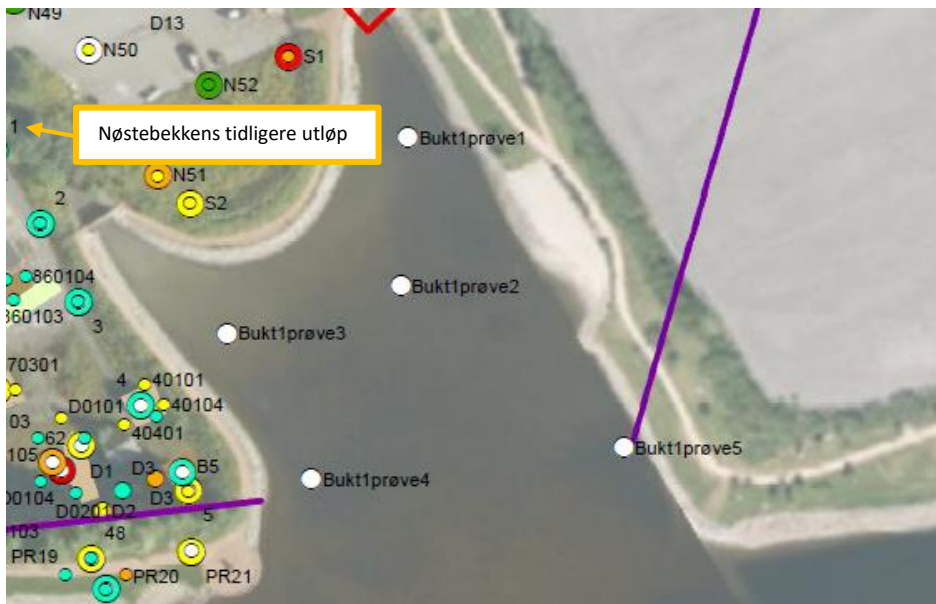 N49
D13
N50
S1
N52
1
Nøstebekkens tidligere utløp
Bukt1prøve1
N51
S2
2
860104
Bukt1prøve2
860103
3
Bukt1prøve3
70301
4
40101
D0101
40104
03
40401
62
Bukt1prøve5
105
D1
D3
B5
Bukt1prøve4
00104
D0201
D2
D3
5
103
48
PR19
PR20
PR21